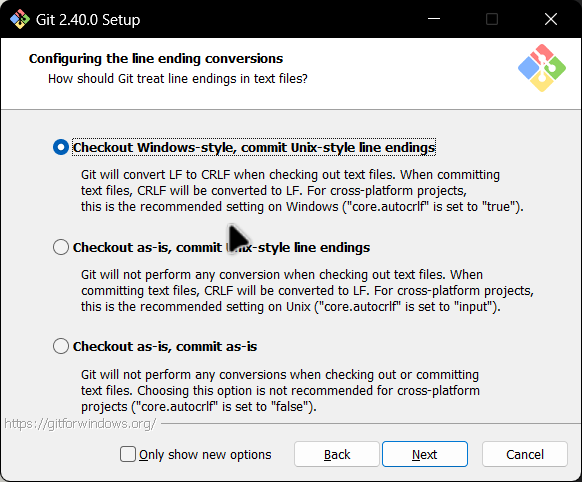 Git 2.40.0 Setup
Configuring the line ending conversions
How should Git treat line endings in text files?
Checkout Windows-style, commit Unix-style line endings
Git will convert LF to CRLF when checking out text files. When committing
text files, CRLF will be converted to LF. For cross-platform projects,
this is the recommended setting on Windows ("core.autocrlf" is set to "true").
Checkout as-is, commit Unix-style line endings
Git will not perform any conversion when checking out text files. When
committing text files, CRLF will be converted to LF. For cross-platform projects,
this is the recommended setting on Unix ("core.autocrlf" is set to "input").
Checkout as-is, commit as-is
Git will not perform any conversions when checking out or committing
text files. Choosing this option is not recommended for cross-platform
projects ("core.autocrlf" is set to "false").
https://gitforwindows.org/
Only show new options
Back
Next
Cancel